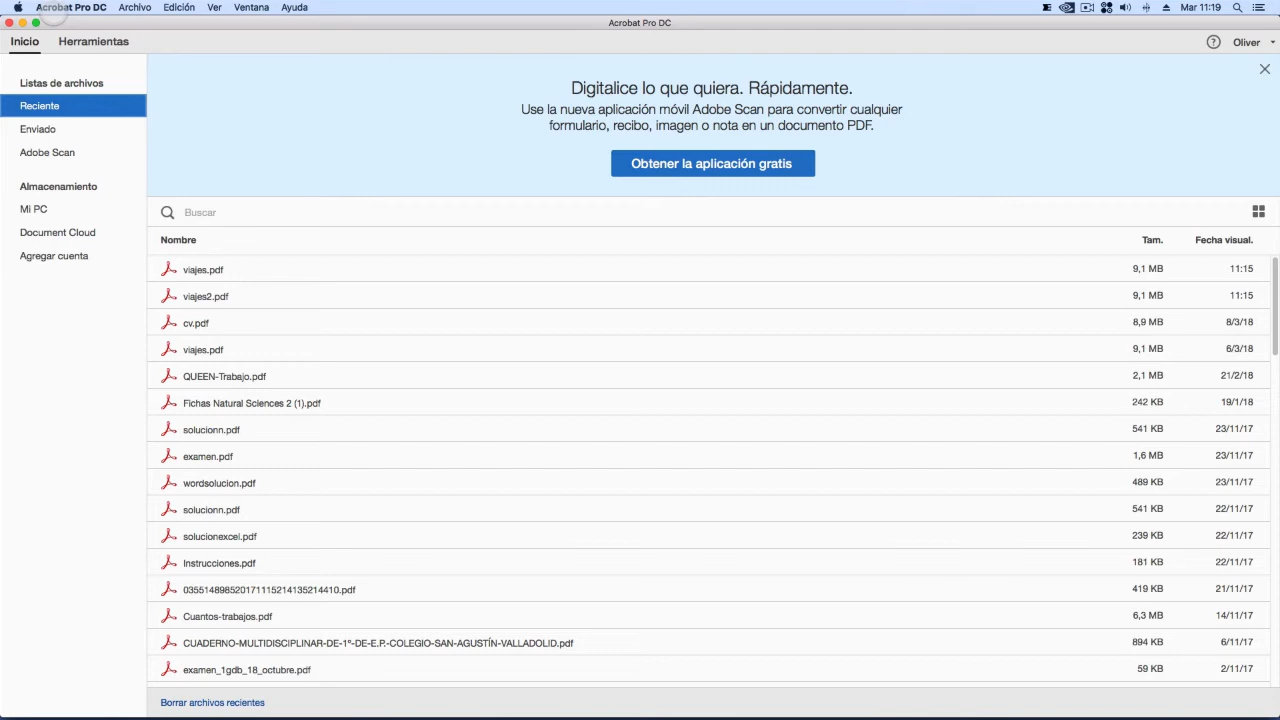 Acrobat Pro DC Archivo Edición Ver Ventana Ayuda Mar 11:19
Acrobat Pro DC
Inicio Herramientas Oliver
Listas de archivos
Reciente
Enviado
Adobe Scan
Almacenamiento
Mi PC
Document Cloud
Agregar cuenta
Digitalice lo que quiera. Rápidamente.
Use la nueva aplicación móvil Adobe Scan para convertir cualquier
formulario, recibo, imagen o nota en un documento PDF.
Obtener la aplicación gratis
Buscar
Nombre Tam. Fecha visual.
viajes.pdf 9,1 MB 11:15
viajes2.pdf 9,1 MB 11:15
cv.pdf 8,9 MB 8/3/18
viajes.pdf 9,1 MB 6/3/18
QUEEN-Trabajo.pdf 2,1 MB 21/2/18
Fichas Natural Sciences 2 (1).pdf 242 KB 19/1/18
solucionn.pdf 541 KB 23/11/17
examen.pdf 1,6 MB 23/11/17
wordsolucion.pdf 489 KB 23/11/17
solucionn.pdf 541 KB 22/11/17
solucionexcel.pdf 239 KB 22/11/17
Instrucciones.pdf 181 KB 22/11/17
035514898520171115214135214410.pdf 419 KB 21/11/17
Cuantos-trabajos.pdf 6,3 MB 14/11/17
CUADERNO-MULTIDISCIPLINAR-DE-1º-DE-E.P.-COLEGIO-SAN-AGUSTÍN-VALLADOLID.pdf 894 KB 6/11/17
examen_1gdb_18_octubre.pdf 59 KB 2/11/17
Borrar archivos recientes